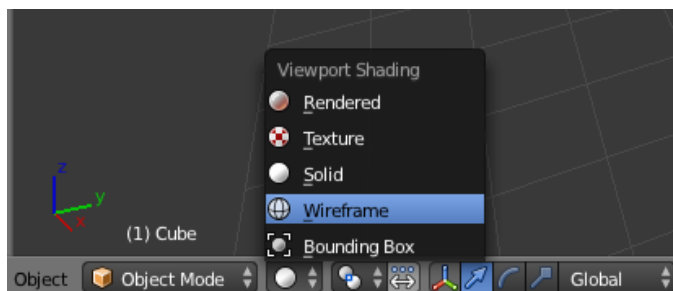 Viewport Shading
Rendered
Texture
Solid
Wireframe
Bounding Box
z
y
x
(1) Cube
Object Object Mode Global